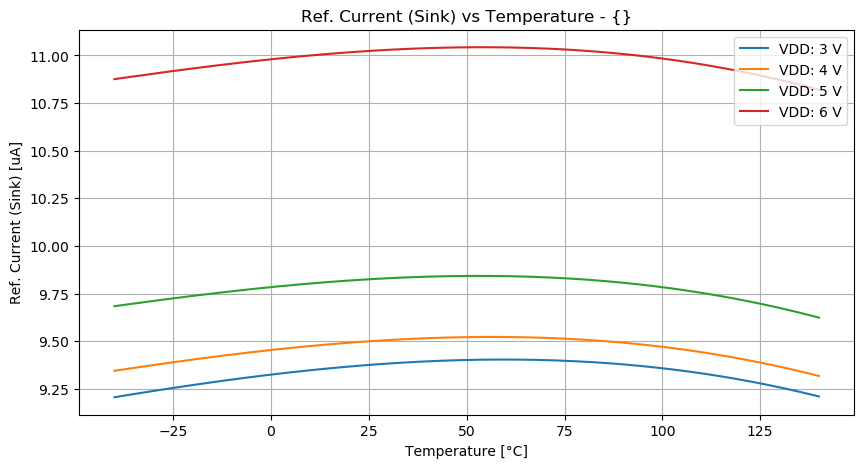 Ref. Current (Sink) vs Temperature - {}
Ref. Current (Sink) [uA]
11.00
10.75
10.50
10.25
10.00
9.75
9.50
9.25
VDD: 3 V
VDD: 4 V
VDD: 5 V
VDD: 6 V
−25
0
25
50
75
100
125
Temperature [°C]